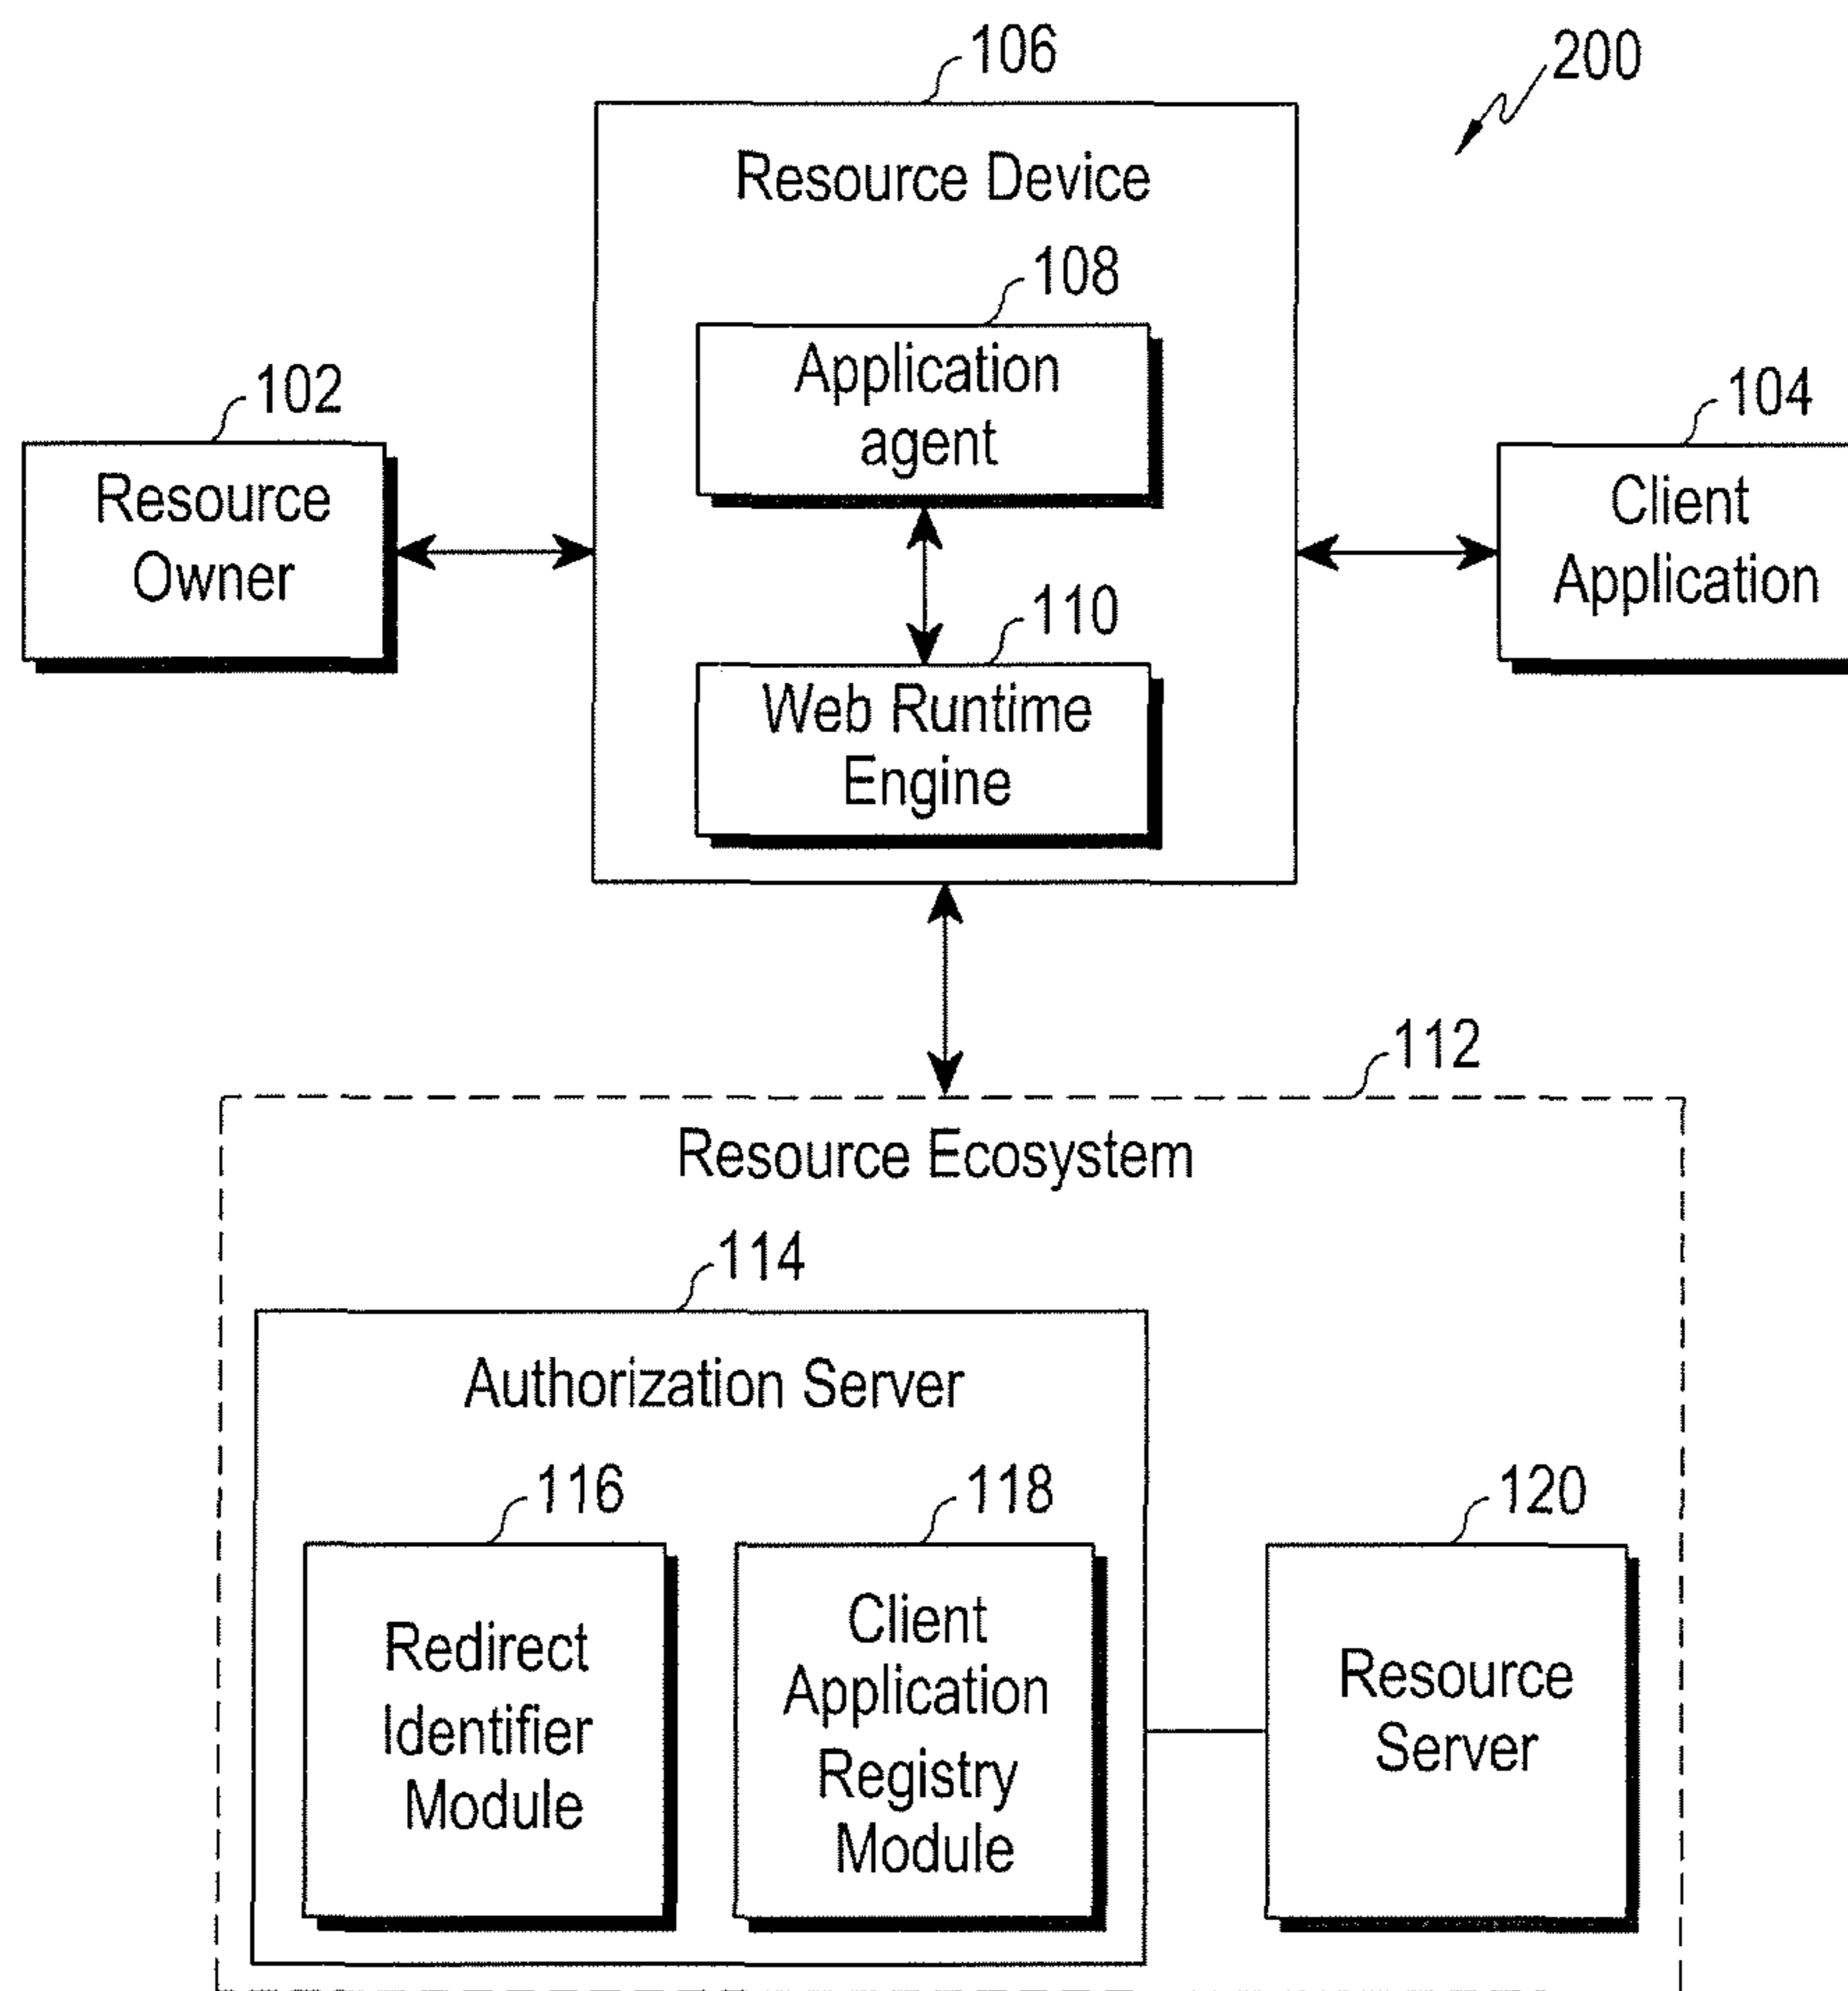 106
200
Resource Device
108
Application
agent
102
Resource
Owner
104
Client
Application
110
Web Runtime
Engine
112
Resource Ecosystem
114
Authorization Server
116
Redirect
Identifier
Module
118
Client
Application
Registry
Module
120
Resource
Server